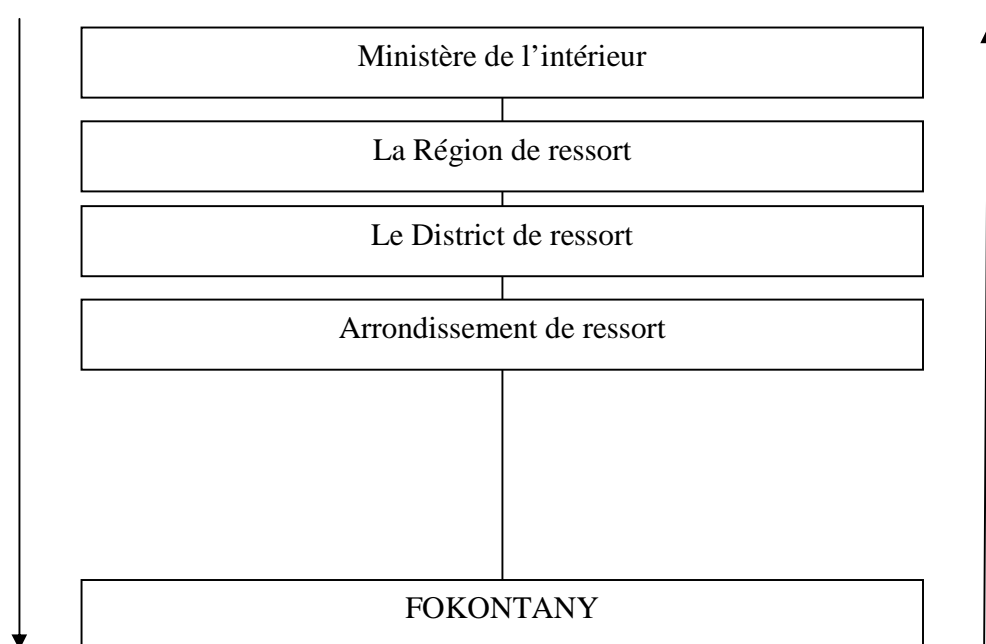 Ministère de l’intérieur
La Région de ressort
Le District de ressort
Arrondissement de ressort
FOKONTANY